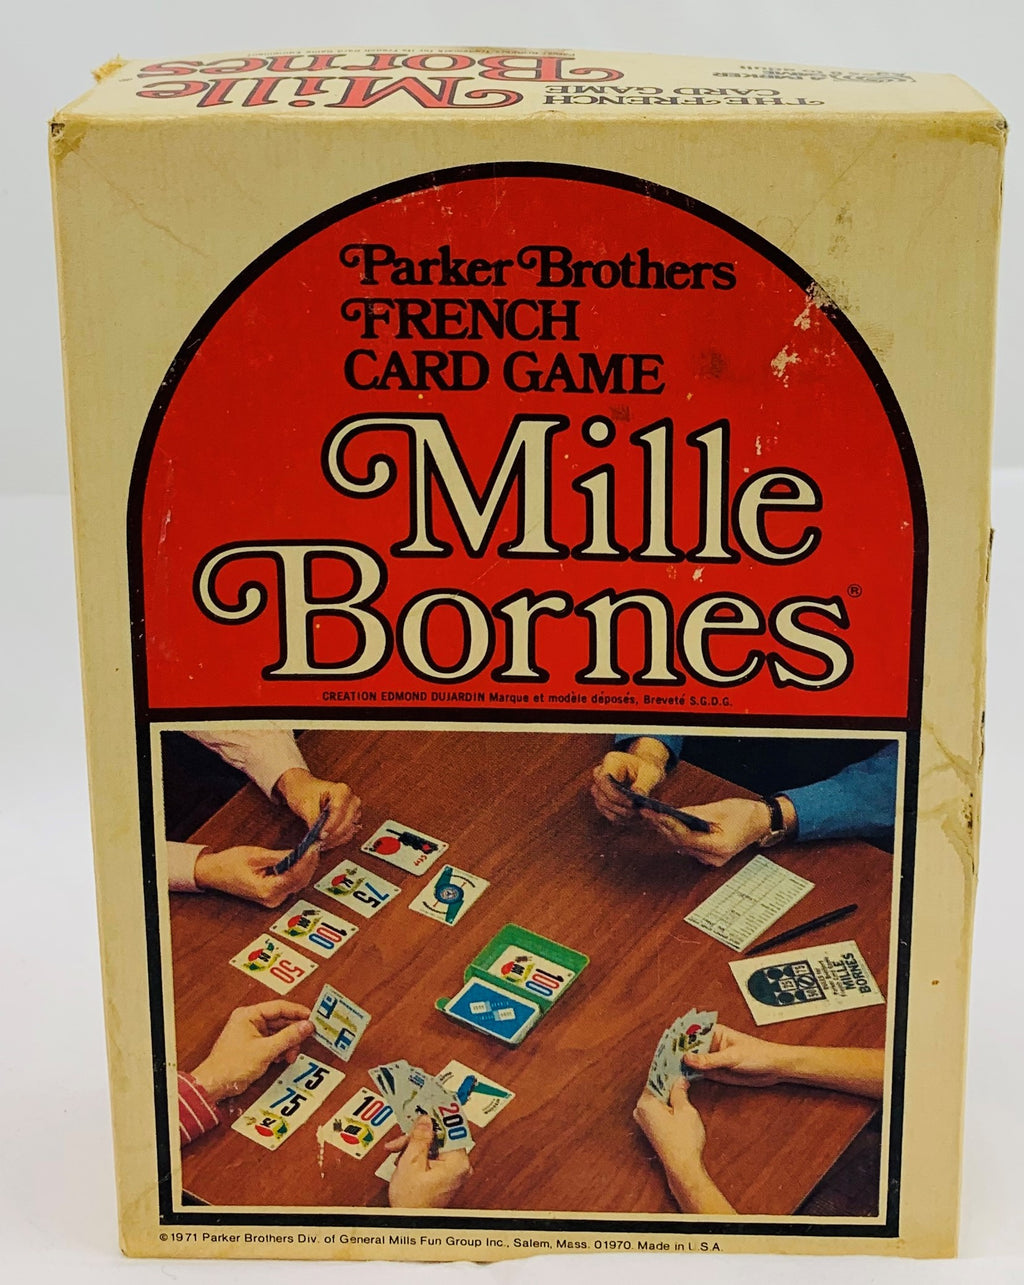 Mille
Bornes
THE FRENCH
CARD GAME
Parker Brothers
FRENCH
CARD GAME
Mille
Bornes®
CREATION EDMOND DUJARDIN Marque et modèle déposés, Breveté S.G.D.G.
75
100
50
100
75
75
100
200
MILLE
BORNES
©1971 Parker Brothers Div. of General Mills Fun Group Inc., Salem, Mass. 01970. Made in U.S.A.